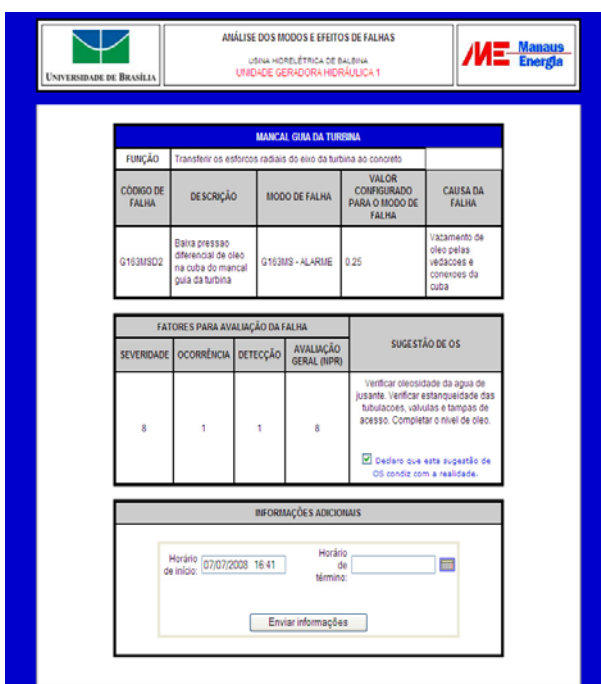 UNIVERSIDADE DE BRASÍLIA
ANÁLISE DOS MODOS E EFEITOS DE FALHAS
USINA HIDRELÉTRICA DE BALBINA
UNIDADE GERADORA HIDRÁULICA 1
ME Manaus
Energia
MANCAL GUIA DA TURBINA
FUNÇÃO
Transferir os esforcos radiais do eixo da turbina ao concreto
CÓDIGO DE
FALHA
DESCRIÇÃO
MODO DE FALHA
VALOR
CONFIGURADO
PARA O MODO DE
FALHA
CAUSA DA
FALHA
G163MSD2
Baixa pressao
diferencial de oleo
na cuba do mancal
guia da turbina
G163MS - ALARME
0.25
Vazamento de
oleo pelas
vedacoes e
conexoes da
cuba
FATORES PARA AVALIAÇÃO DA FALHA
SUGESTÃO DE OS
SEVERIDADE
OCORRÊNCIA
DETECÇÃO
AVALIAÇÃO
GERAL (NPR)
8
1
1
8
Verificar oleosidade da agua de
jusante. Verificar estanqueidade das
tubulacoes, valvulas e tampas de
acesso. Completar o nivel de oleo.
Declaro que esta sugestão de
OS condiz com a realidade.
INFORMAÇÕES ADICIONAIS
Horário
de início:
07/07/2008 16:41
Horário
de
término:
Enviar informações